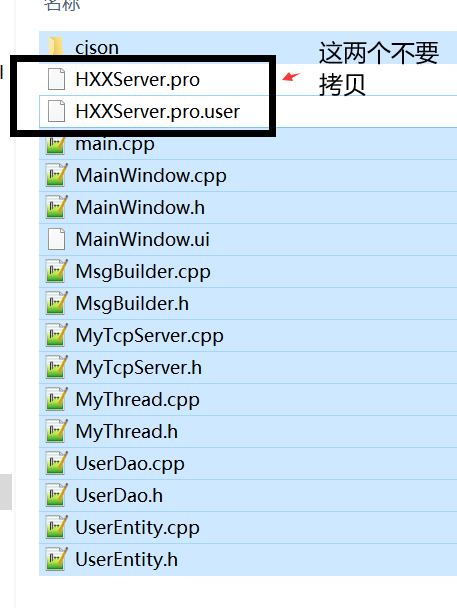 名称
cjson
这两个不要
拷贝
HXXServer.pro
HXXServer.pro.user
main.cpp
MainWindow.cpp
MainWindow.h
MainWindow.ui
MsgBuilder.cpp
MsgBuilder.h
MyTcpServer.cpp
MyTcpServer.h
MyThread.cpp
MyThread.h
UserDao.cpp
UserDao.h
UserEntity.cpp
UserEntity.h